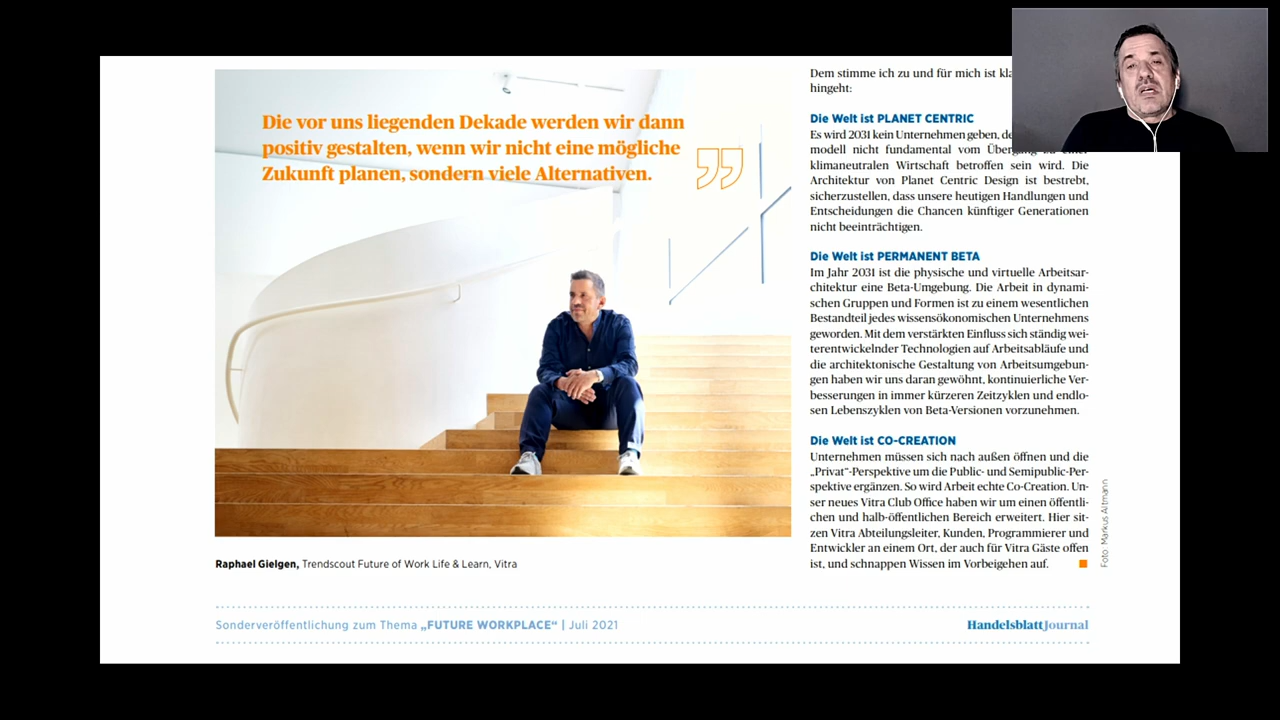 Die vor uns liegenden Dekade werden wir dann
positiv gestalten, wenn wir nicht eine mögliche
Zukunft planen, sondern viele Alternativen.
Raphael Gielgen, Trendscout Future of Work Life & Learn, Vitra
Dem stimme ich zu und für mich ist
hingeht:
Die Welt ist PLANET CENTRIC
Es wird 2031 kein Unternehmen geben,
modell nicht fundamental vom
klimaneutralen Wirtschaft betroffen sein wird. Die
Architektur von Planet Centric Design ist bestrebt,
sicherzustellen, dass unsere heutigen Handlungen und
Entscheidungen die Chancen künftiger Generationen
nicht beeinträchtigen.
Die Welt ist PERMANENT BETA
Im Jahr 2031 ist die physische und virtuelle Arbeitsar-
chitektur eine Beta-Umgebung. Die Arbeit in dynami-
schen Gruppen und Formen ist zu einem wesentlichen
Bestandteil jedes wissensökonomischen Unternehmens
geworden. Mit dem verstärkten Einfluss sich ständig wei-
terentwickelnder Technologien auf Arbeitsabläufe und
die architektonische Gestaltung von Arbeitsumgebun-
gen haben wir uns daran gewöhnt, kontinuierliche Ver-
besserungen in immer kürzeren Zeitzyklen und endlo-
sen Lebenszyklen von Beta-Versionen vorzunehmen.
Die Welt ist CO-CREATION
Unternehmen müssen sich nach außen öffnen und die
„Privat“-Perspektive um die Public- und Semipublic-Per-
spektive ergänzen. So wird Arbeit echte Co-Creation. Un-
ser neues Vitra Club Office haben wir um einen öffentli-
chen und halb-öffentlichen Bereich erweitert. Hier sit-
zen Vitra Abteilungsleiter, Kunden, Programmierer und
Entwickler an einem Ort, der auch für Vitra Gäste offen
ist, und schnappen Wissen im Vorbeigehen auf.
Foto: Markus Altmann
Sonderveröffentlichung zum Thema „FUTURE WORKPLACE“ | Juli 2021
HandelsblattJournal